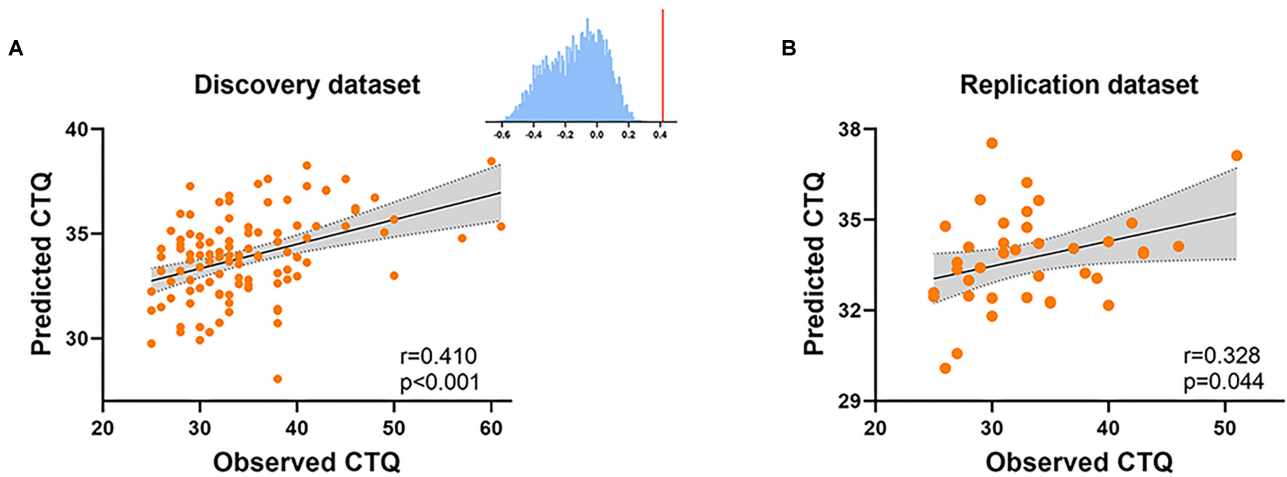 A
Discovery dataset
40
35
30
Predicted CTQ
20 30 40 50 60
Observed CTQ
r=0.410
p<0.001
-0.6 -0.4 -0.2 0.0 0.2 0.4
B
Replication dataset
38
35
32
29
Predicted CTQ
20 30 40 50
Observed CTQ
r=0.328
p=0.044